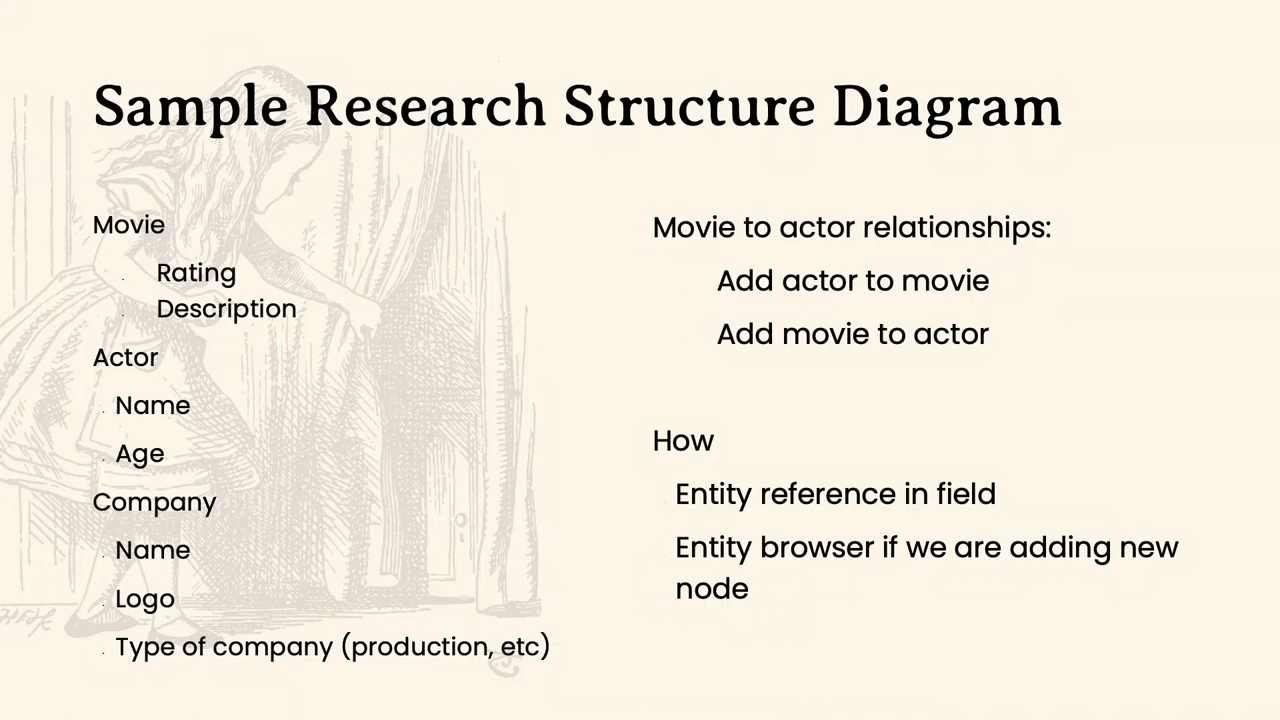 Sample Research Structure Diagram
Movie
Rating
Description
Actor
Name
Age
Company
Name
Logo
Type of company (production, etc)
Movie to actor relationships:
Add actor to movie
Add movie to actor
How
Entity reference in field
Entity browser if we are adding new
node